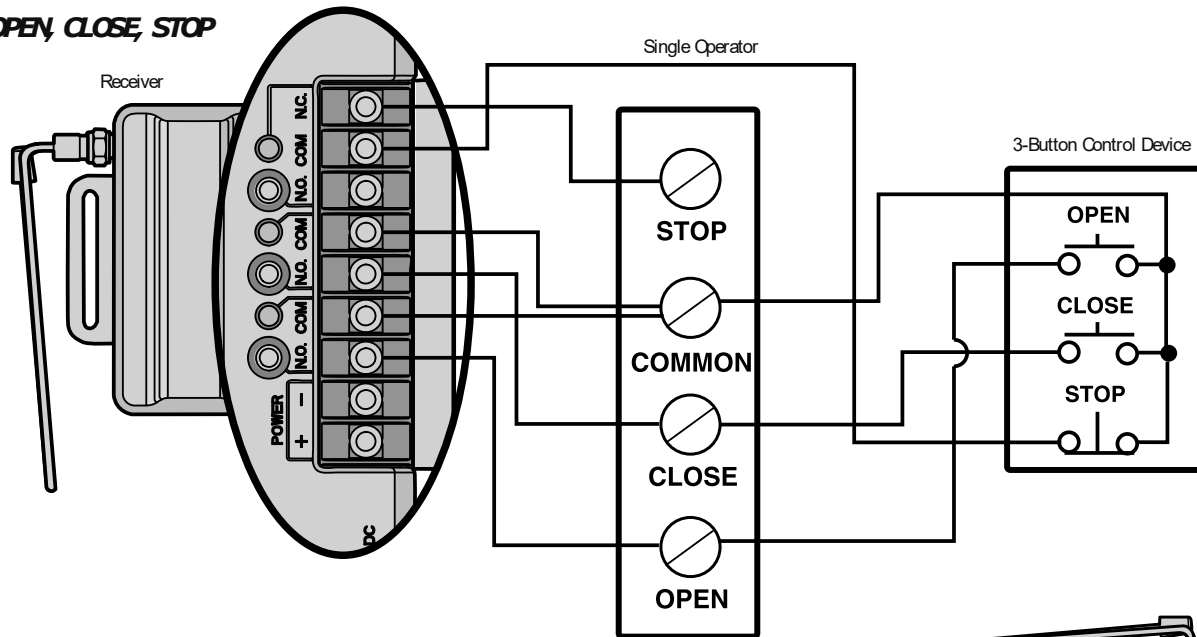 OPEN, CLOSE, STOP
Receiver
Single Operator
3-Button Control Device
N.C.
COM
N.O.
COM
N.O.
COM
N.O.
POWER
-
+
DC
STOP
COMMON
CLOSE
OPEN
OPEN
CLOSE
STOP